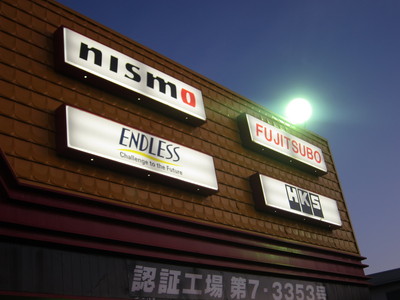 nismo
FUJITSUBO
ENDLESS
Challenge to the Future
HKS
認証工場 第7-3353号